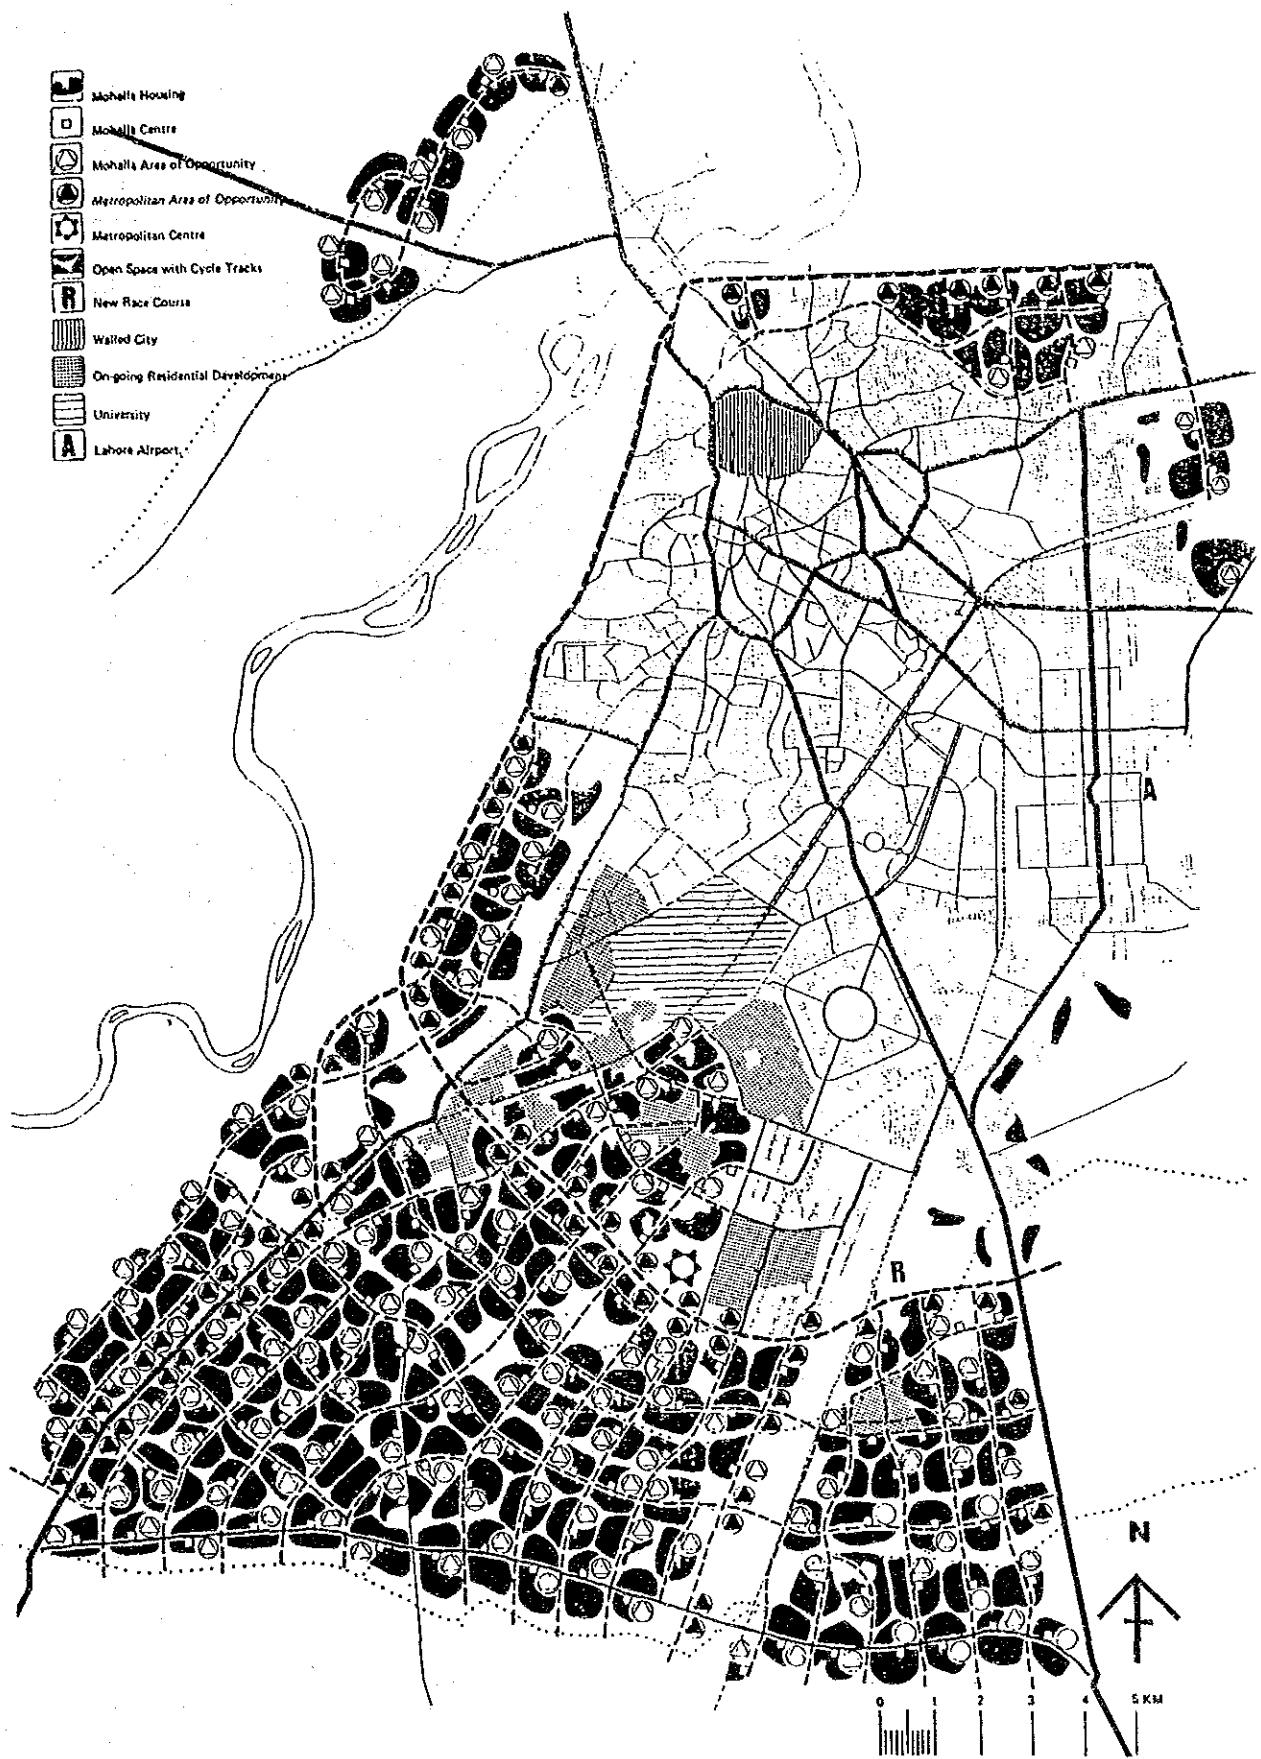 Mohalla Housing
Mohalla Centre
Mohalla Area of Opportunity
Metropolitan Area of Opportunity
Metropolitan Centre
Open Space with Cycle Tracks
R New Race Course
Walled City
On-going Residential Development
University
A Lahore Airport
A
R
N
0 1 2 3 4 5 KM